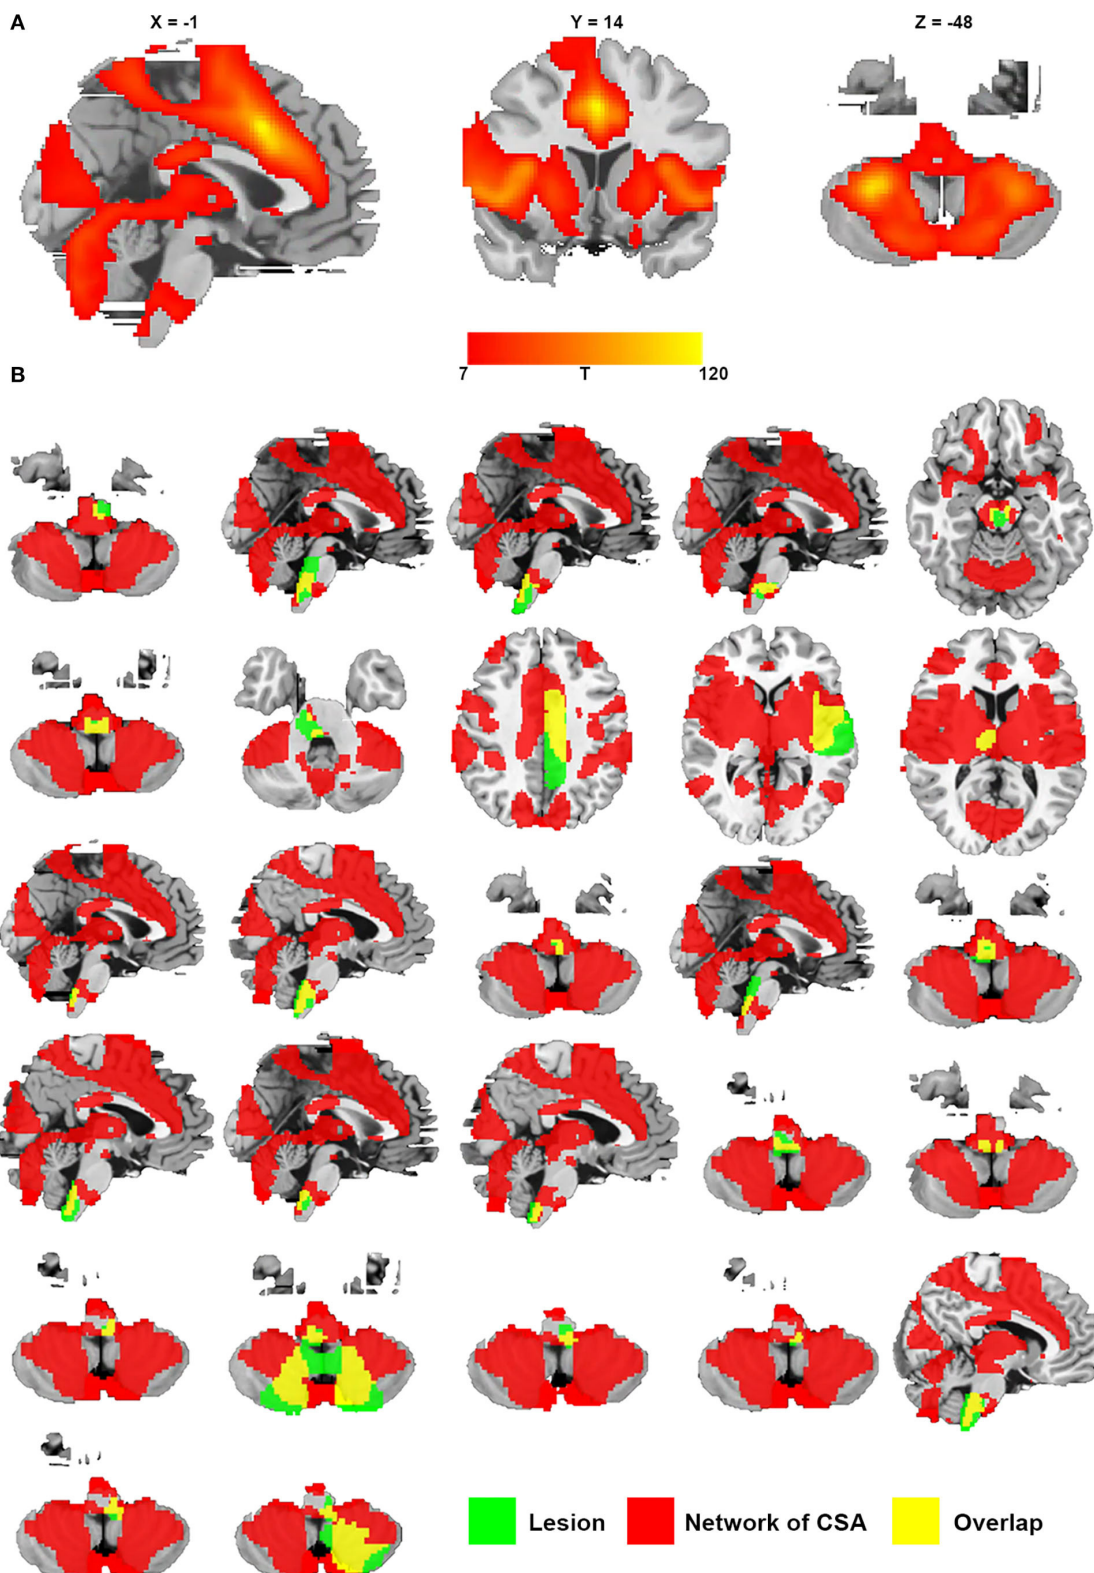 A
X = -1
Y = 14
Z = -48
7
T
120
B
Lesion
Network of CSA
Overlap